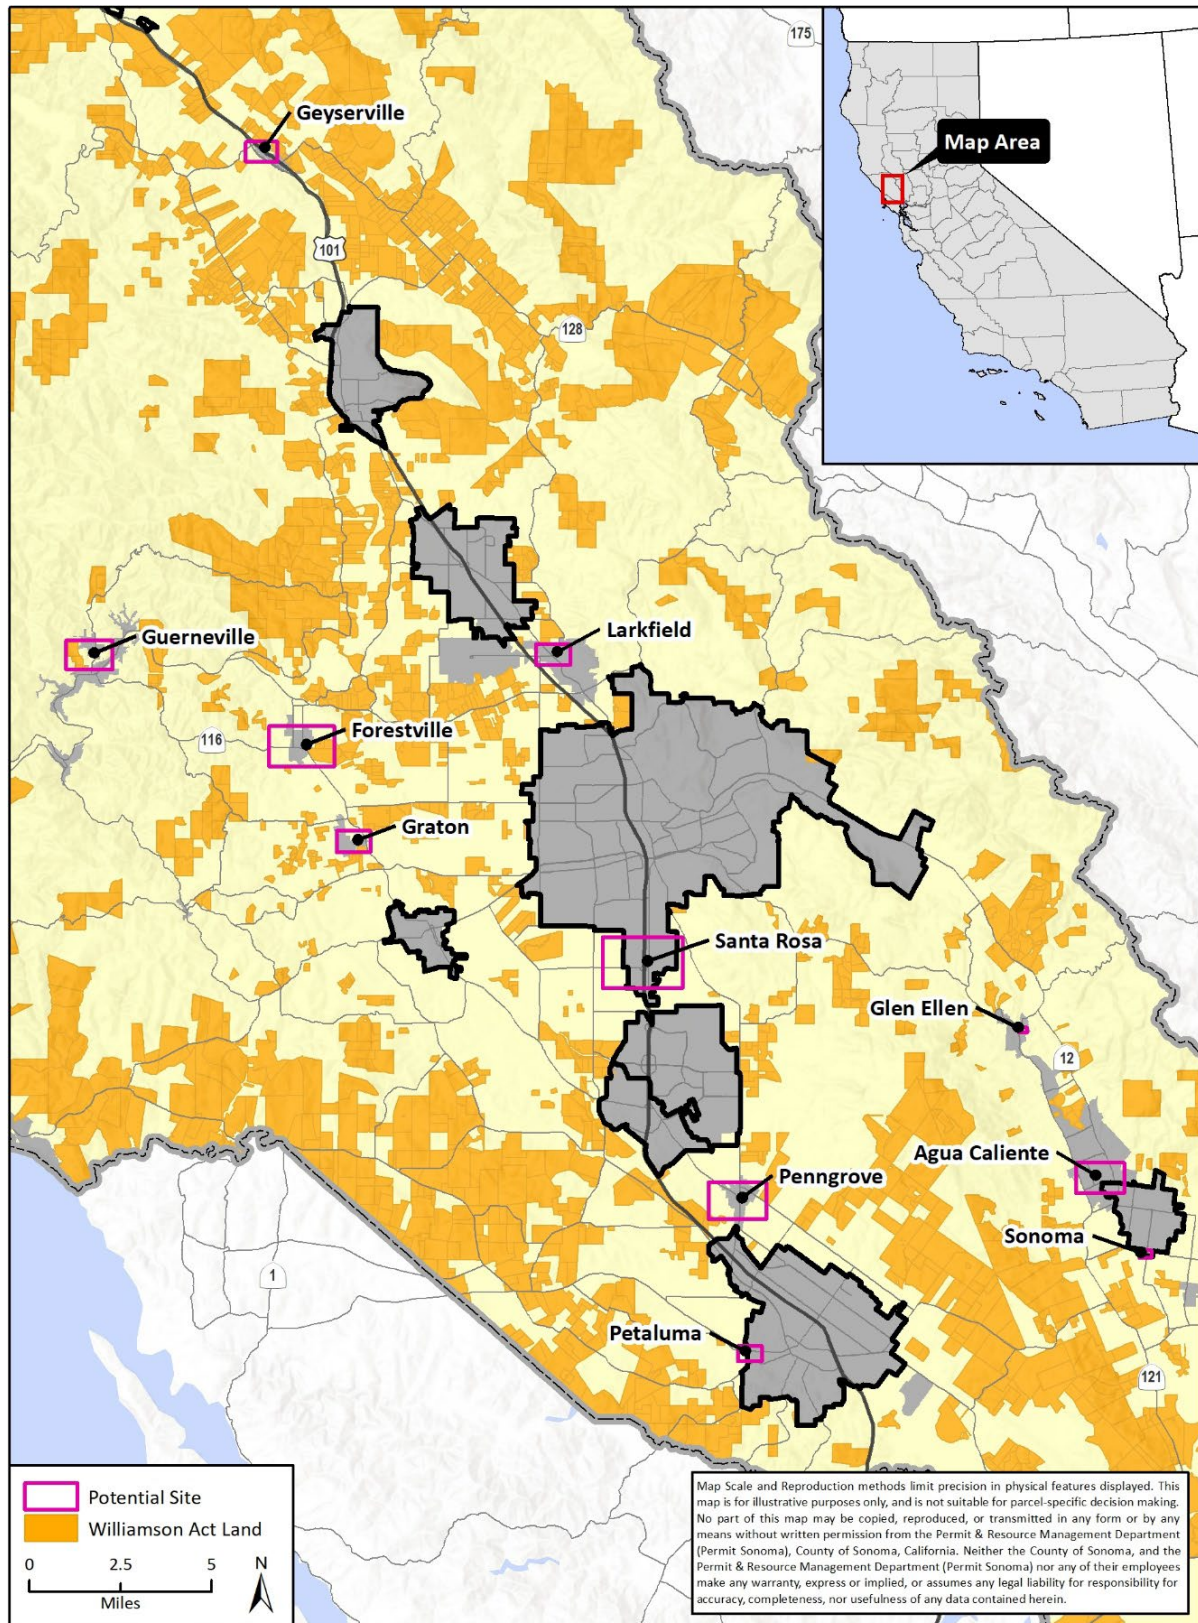 175
Geyserville
Map Area
101
128
Guerneville
Larkfield
Forestville
116
Graton
Santa Rosa
Glen Ellen
12
Agua Caliente
Penngrove
Sonoma
1
Petaluma
121
Potential Site
Williamson Act Land
0 2.5 5
Miles
N
Map Scale and Reproduction methods limit precision in physical features displayed. This
map is for illustrative purposes only, and is not suitable for parcel-specific decision making.
No part of this map may be copied, reproduced, or transmitted in any form or by any
means without written permission from the Permit & Resource Management Department
(Permit Sonoma), County of Sonoma, California. Neither the County of Sonoma, and the
Permit & Resource Management Department (Permit Sonoma) nor any of their employees
make any warranty, express or implied, or assumes any legal liability for responsibility for
accuracy, completeness, nor usefulness of any data contained herein.